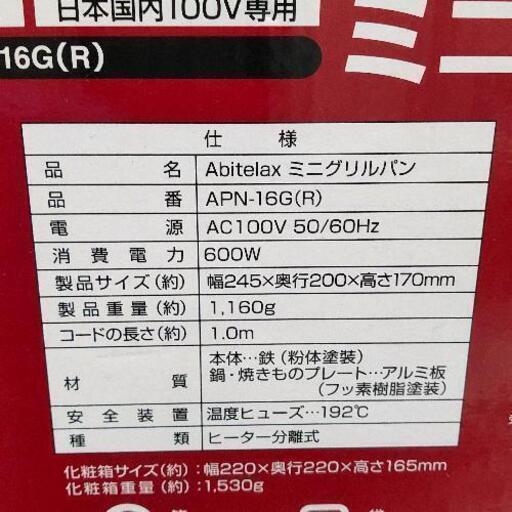 日本国内100V専用
16G(R)
ミニ
仕様
品名 Abitelax ミニグリルパン
品番 APN-16G(R)
電源 AC100V 50/60Hz
消費電力 600W
製品サイズ(約) 幅245×奥行200×高さ170mm
製品重量(約) 1,160g
コードの長さ(約) 1.0m
材質 本体…鉄(粉体塗装)
鍋・焼きものプレート…アルミ板
(フッ素樹脂塗装)
安全装置 温度ヒューズ…192℃
種類 ヒーター分離式
化粧箱サイズ(約):幅220×奥行220×高さ165mm
化粧箱重量(約):1,530g